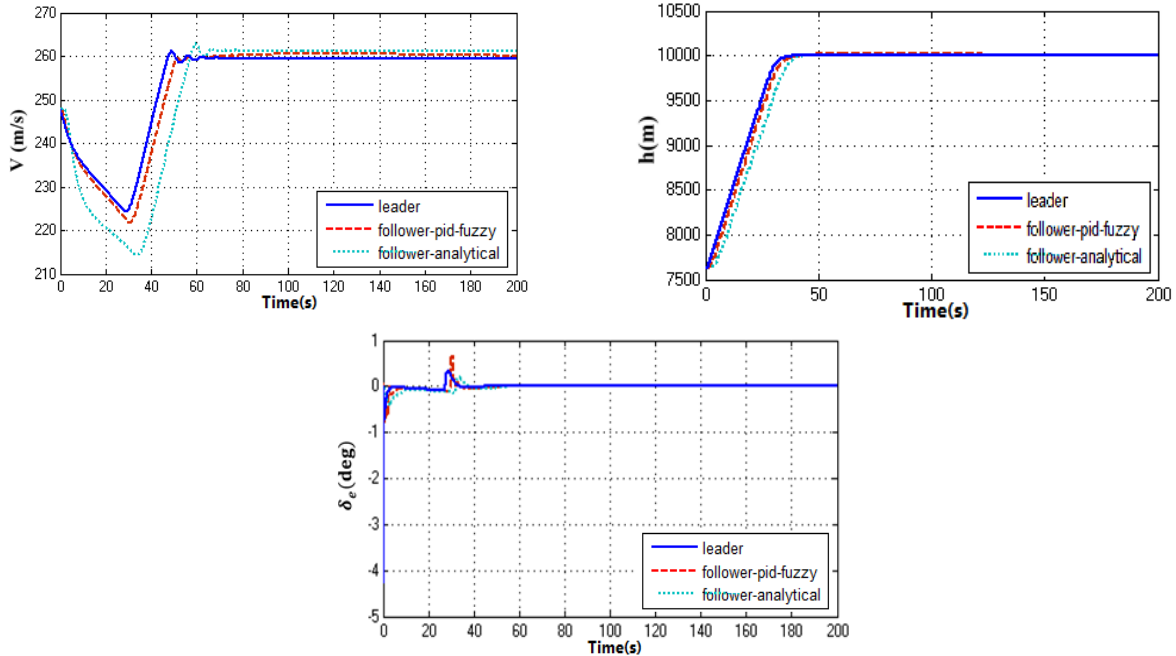 270
260
250
240
230
220
210
V (m/s)
0 20 40 60 80 100 120 140 160 180 200
Time(s)
leader
follower-pid-fuzzy
follower-analytical
10500
10000
9500
9000
8500
8000
7500
h(m)
0 50 100 150 200
Time(s)
leader
follower-pid-fuzzy
follower-analytical
1
0
-1
-2
-3
-4
-5
δe(deg)
0 20 40 60 80 100 120 140 160 180 200
Time(s)
leader
follower-pid-fuzzy
follower-analytical